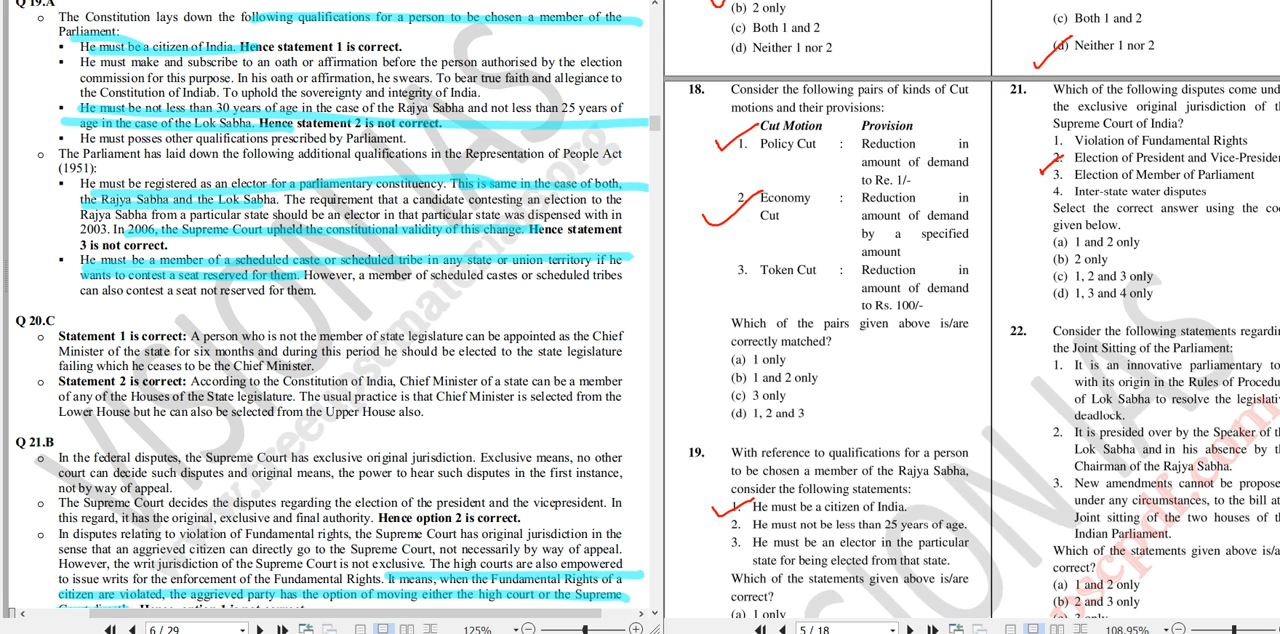 Q 19.A
The Constitution lays down the following qualifications for a person to be chosen a member of the
Parliament:
He must be a citizen of India. Hence statement 1 is correct.
He must make and subscribe to an oath or affirmation before the person authorised by the election
commission for this purpose. In his oath or affirmation, he swears. To bear true faith and allegiance to
the Constitution of Indiab. To uphold the sovereignty and integrity of India.
He must be not less than 30 years of age in the case of the Rajya Sabha and not less than 25 years of
age in the case of the Lok Sabha. Hence statement 2 is not correct.
He must posses other qualifications prescribed by Parliament.
The Parliament has laid down the following additional qualifications in the Representation of People Act
(1951):
He must be registered as an elector for a parliamentary constituency. This is same in the case of both,
the Rajya Sabha and the Lok Sabha. The requirement that a candidate contesting an election to the
Rajya Sabha from a particular state should be an elector in that particular state was dispensed with in
2003. In 2006, the Supreme Court upheld the constitutional validity of this change. Hence statement
3 is not correct.
He must be a member of a scheduled caste or scheduled tribe in any state or union territory if he
wants to contest a seat reserved for them. However, a member of scheduled castes or scheduled tribes
can also contest a seat not reserved for them.
Q 20.C
Statement 1 is correct: A person who is not the member of state legislature can be appointed as the Chief
Minister of the state for six months and during this period he should be elected to the state legislature
failing which he ceases to be the Chief Minister.
Statement 2 is correct: According to the Constitution of India, Chief Minister of a state can be a member
of any of the Houses of the State legislature. The usual practice is that Chief Minister is selected from the
Lower House but he can also be selected from the Upper House also.
Q 21.B
In the federal disputes, the Supreme Court has exclusive original jurisdiction. Exclusive means, no other
court can decide such disputes and original means, the power to hear such disputes in the first instance,
not by way of appeal.
The Supreme Court decides the disputes regarding the election of the president and the vicepresident. In
this regard, it has the original, exclusive and final authority. Hence option 2 is correct.
In disputes relating to violation of Fundamental rights, the Supreme Court has original jurisdiction in the
sense that an aggrieved citizen can directly go to the Supreme Court, not necessarily by way of appeal.
However, the writ jurisdiction of the Supreme Court is not exclusive. The high courts are also empowered
to issue writs for the enforcement of the Fundamental Rights. It means, when the Fundamental Rights of a
citizen are violated, the aggrieved party has the option of moving either the high court or the Supreme
6 / 29
125%
(b) 2 only
(c) Both 1 and 2
(d) Neither 1 nor 2
18. Consider the following pairs of kinds of Cut
motions and their provisions:
Cut Motion Provision
1. Policy Cut : Reduction in
amount of demand
to Re. 1/-
2. Economy : Reduction in
Cut amount of demand
by a specified
amount
3. Token Cut : Reduction in
amount of demand
to Rs. 100/-
Which of the pairs given above is/are
correctly matched?
(a) 1 only
(b) 1 and 2 only
(c) 3 only
(d) 1, 2 and 3
19. With reference to qualifications for a person
to be chosen a member of the Rajya Sabha,
consider the following statements:
1. He must be a citizen of India.
2. He must not be less than 25 years of age.
3. He must be an elector in the particular
state for being elected from that state.
Which of the statements given above is/are
correct?
(a) 1 only
5 / 18
(c) Both 1 and 2
(d) Neither 1 nor 2
21. Which of the following disputes come und
the exclusive original jurisdiction of t
Supreme Court of India?
1. Violation of Fundamental Rights
2. Election of President and Vice-Preside
3. Election of Member of Parliament
4. Inter-state water disputes
Select the correct answer using the co
given below.
(a) 1 and 2 only
(b) 2 only
(c) 1, 2 and 3 only
(d) 1, 3 and 4 only
22. Consider the following statements regardi
the Joint Sitting of the Parliament:
1. It is an innovative parliamentary to
with its origin in the Rules of Procedu
of Lok Sabha to resolve the legislati
deadlock.
2. It is presided over by the Speaker of t
Lok Sabha and in his absence by t
Chairman of the Rajya Sabha.
3. New amendments cannot be propose
under any circumstances, to the bill at
Joint sitting of the two houses of t
Indian Parliament.
Which of the statements given above is/a
correct?
(a) 1 and 2 only
(b) 2 and 3 only
108.95%
VISION IAS